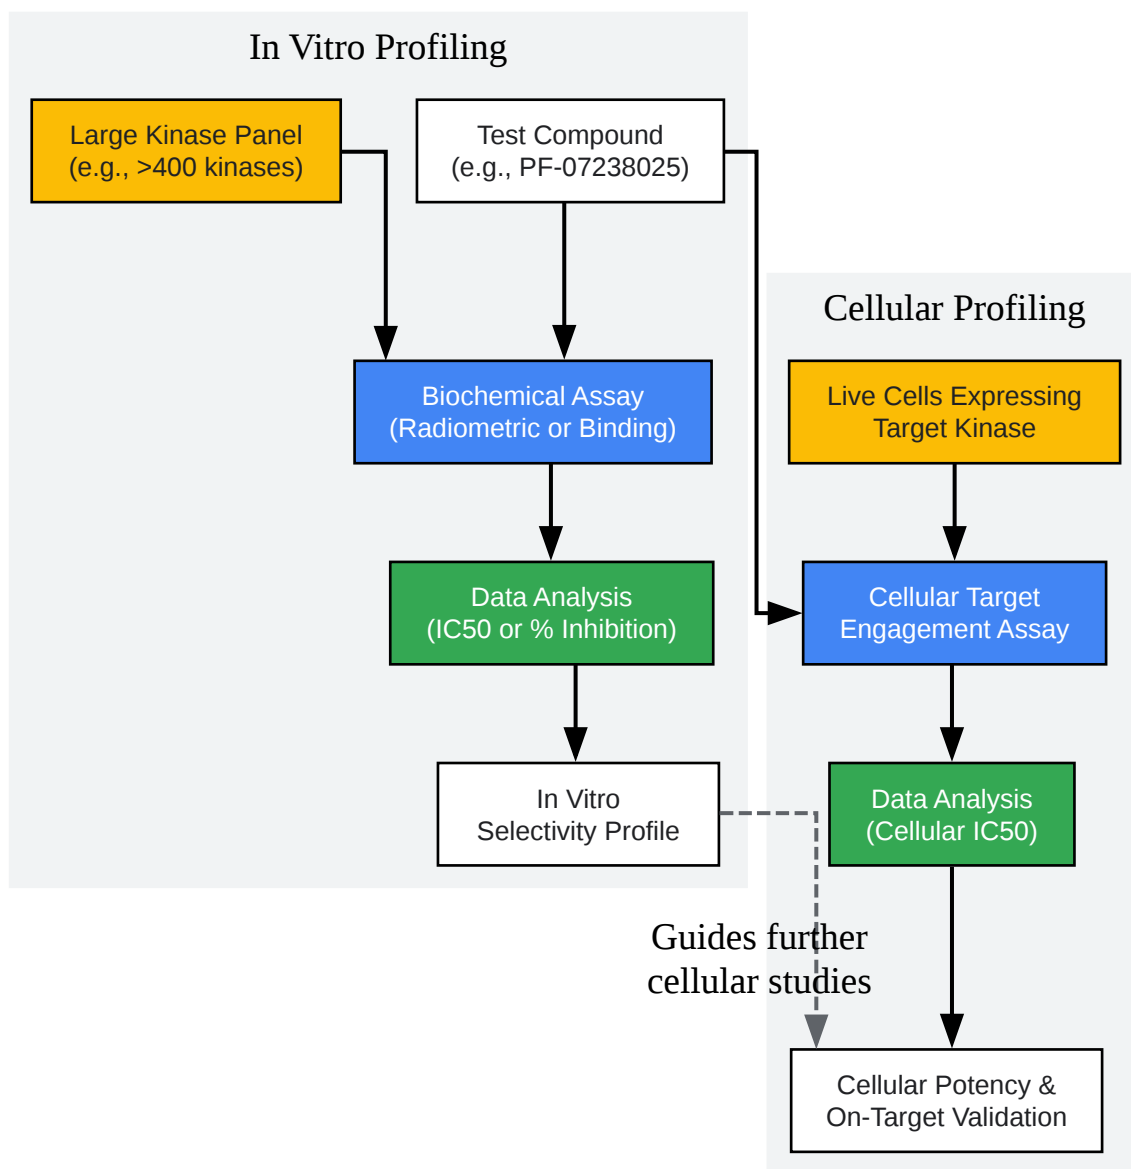 In Vitro Profiling
Large Kinase Panel
(e.g., >400 kinases)
Test Compound
(e.g., PF-07238025)
Biochemical Assay
(Radiometric or Binding)
Data Analysis
(IC50 or % Inhibition)
In Vitro
Selectivity Profile
Cellular Profiling
Live Cells Expressing
Target Kinase
Cellular Target
Engagement Assay
Data Analysis
(Cellular IC50)
Guides further
cellular studies
Cellular Potency &
On-Target Validation